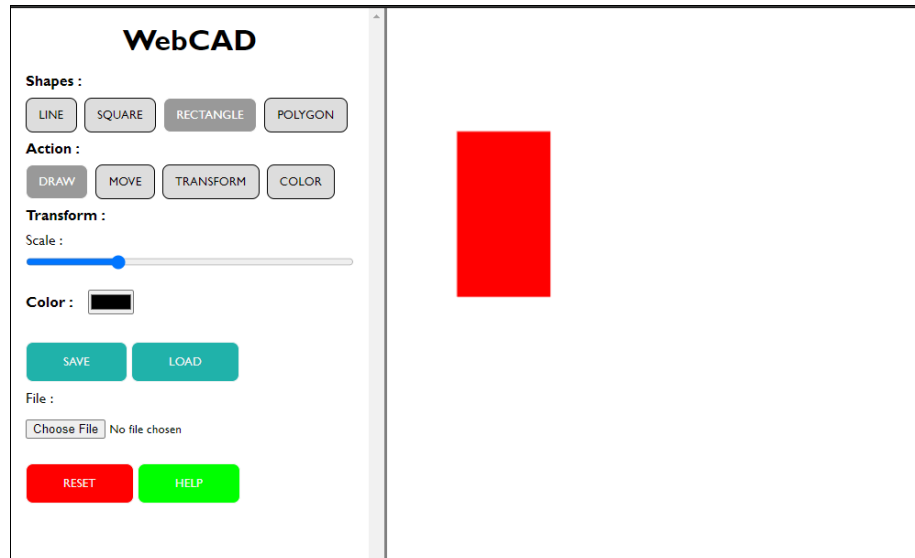 WebCAD
Shapes :
LINE SQUARE RECTANGLE POLYGON
Action :
DRAW MOVE TRANSFORM COLOR
Transform :
Scale :
Color :
SAVE LOAD
File :
Choose File No file chosen
RESET HELP